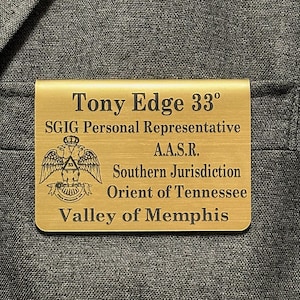 Tony Edge 33°
SGIG Personal Representative
A.A.S.R.
Southern Jurisdiction
Orient of Tennessee
Valley of Memphis